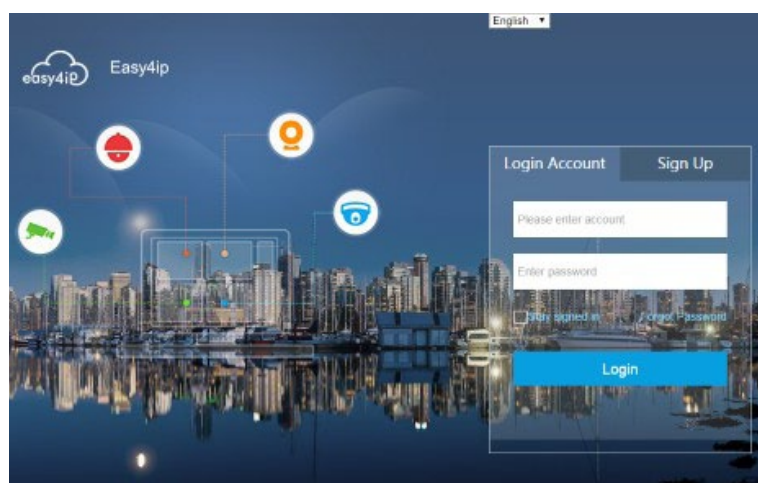 English
easy4ip
Easy4ip
Login Account
Sign Up
Please enter account
Enter password
Stay signed in
Forgot Password
Login